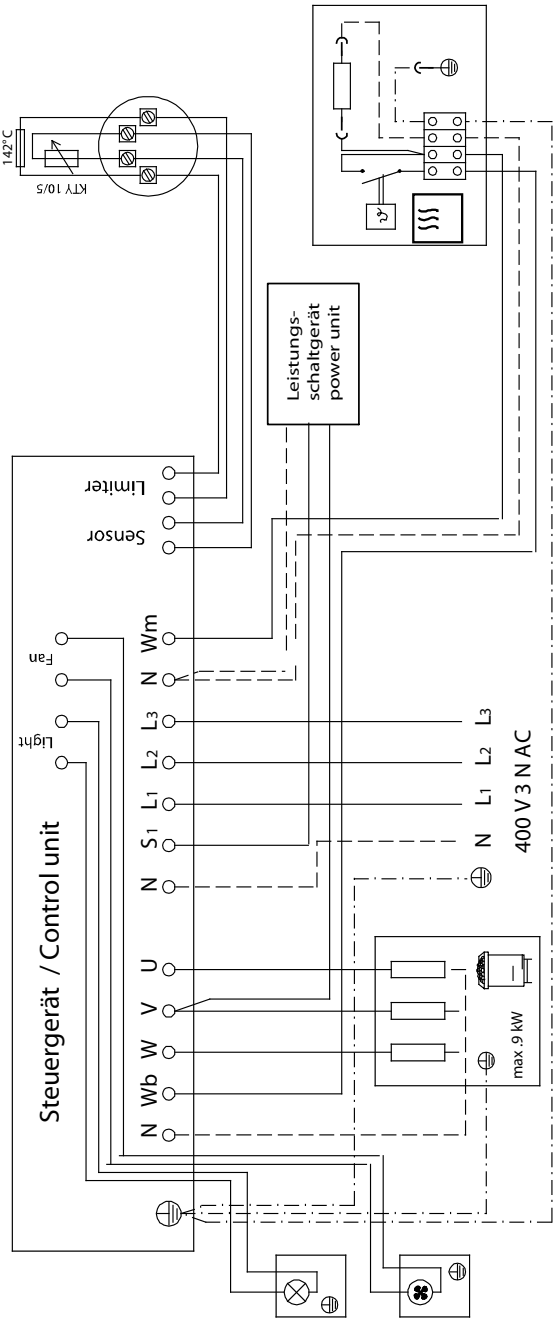 142°C
KTY 10/5
Leistungs-
schaltgerät
power unit
Limiter
Sensor
Fan
Light
Steuergerät / Control unit
Wm
N
L3
L2
L1
S1
N
U
V
W
Wb
N
L3
L2
L1
N
400 V 3 N AC
max .9 kW